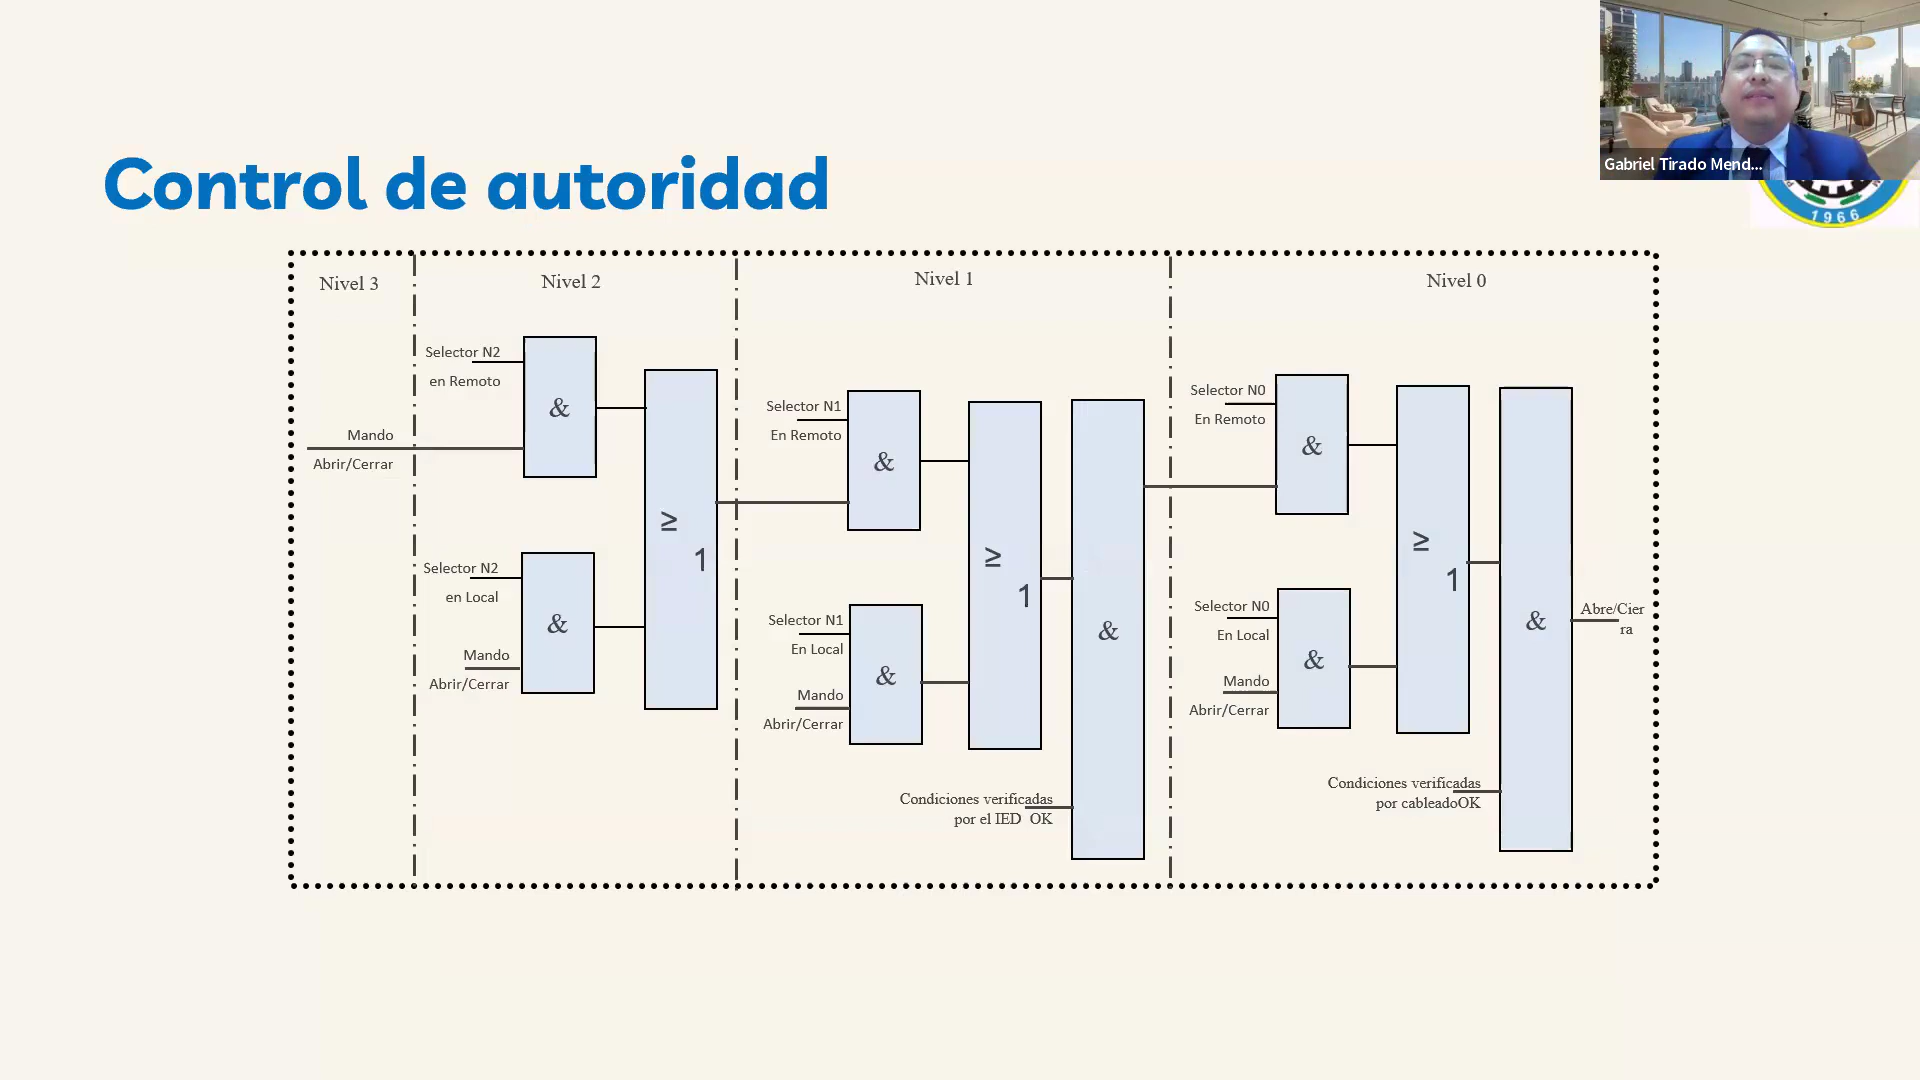 Gabriel Tirado Mend...
1966
Control de autoridad
Nivel 3
Nivel 2
Nivel 1
Nivel 0
Mando
Abrir/Cerrar
Selector N2
en Remoto
&
Selector N2
en Local
Mando
Abrir/Cerrar
&
≥
1
Selector N1
En Remoto
&
Selector N1
En Local
Mando
Abrir/Cerrar
&
≥
1
Condiciones verificadas
por el IED OK
&
Selector N0
En Remoto
&
Selector N0
En Local
Mando
Abrir/Cerrar
&
≥
1
Condiciones verificadas
por cableadoOK
&
Abre/Cier
ra